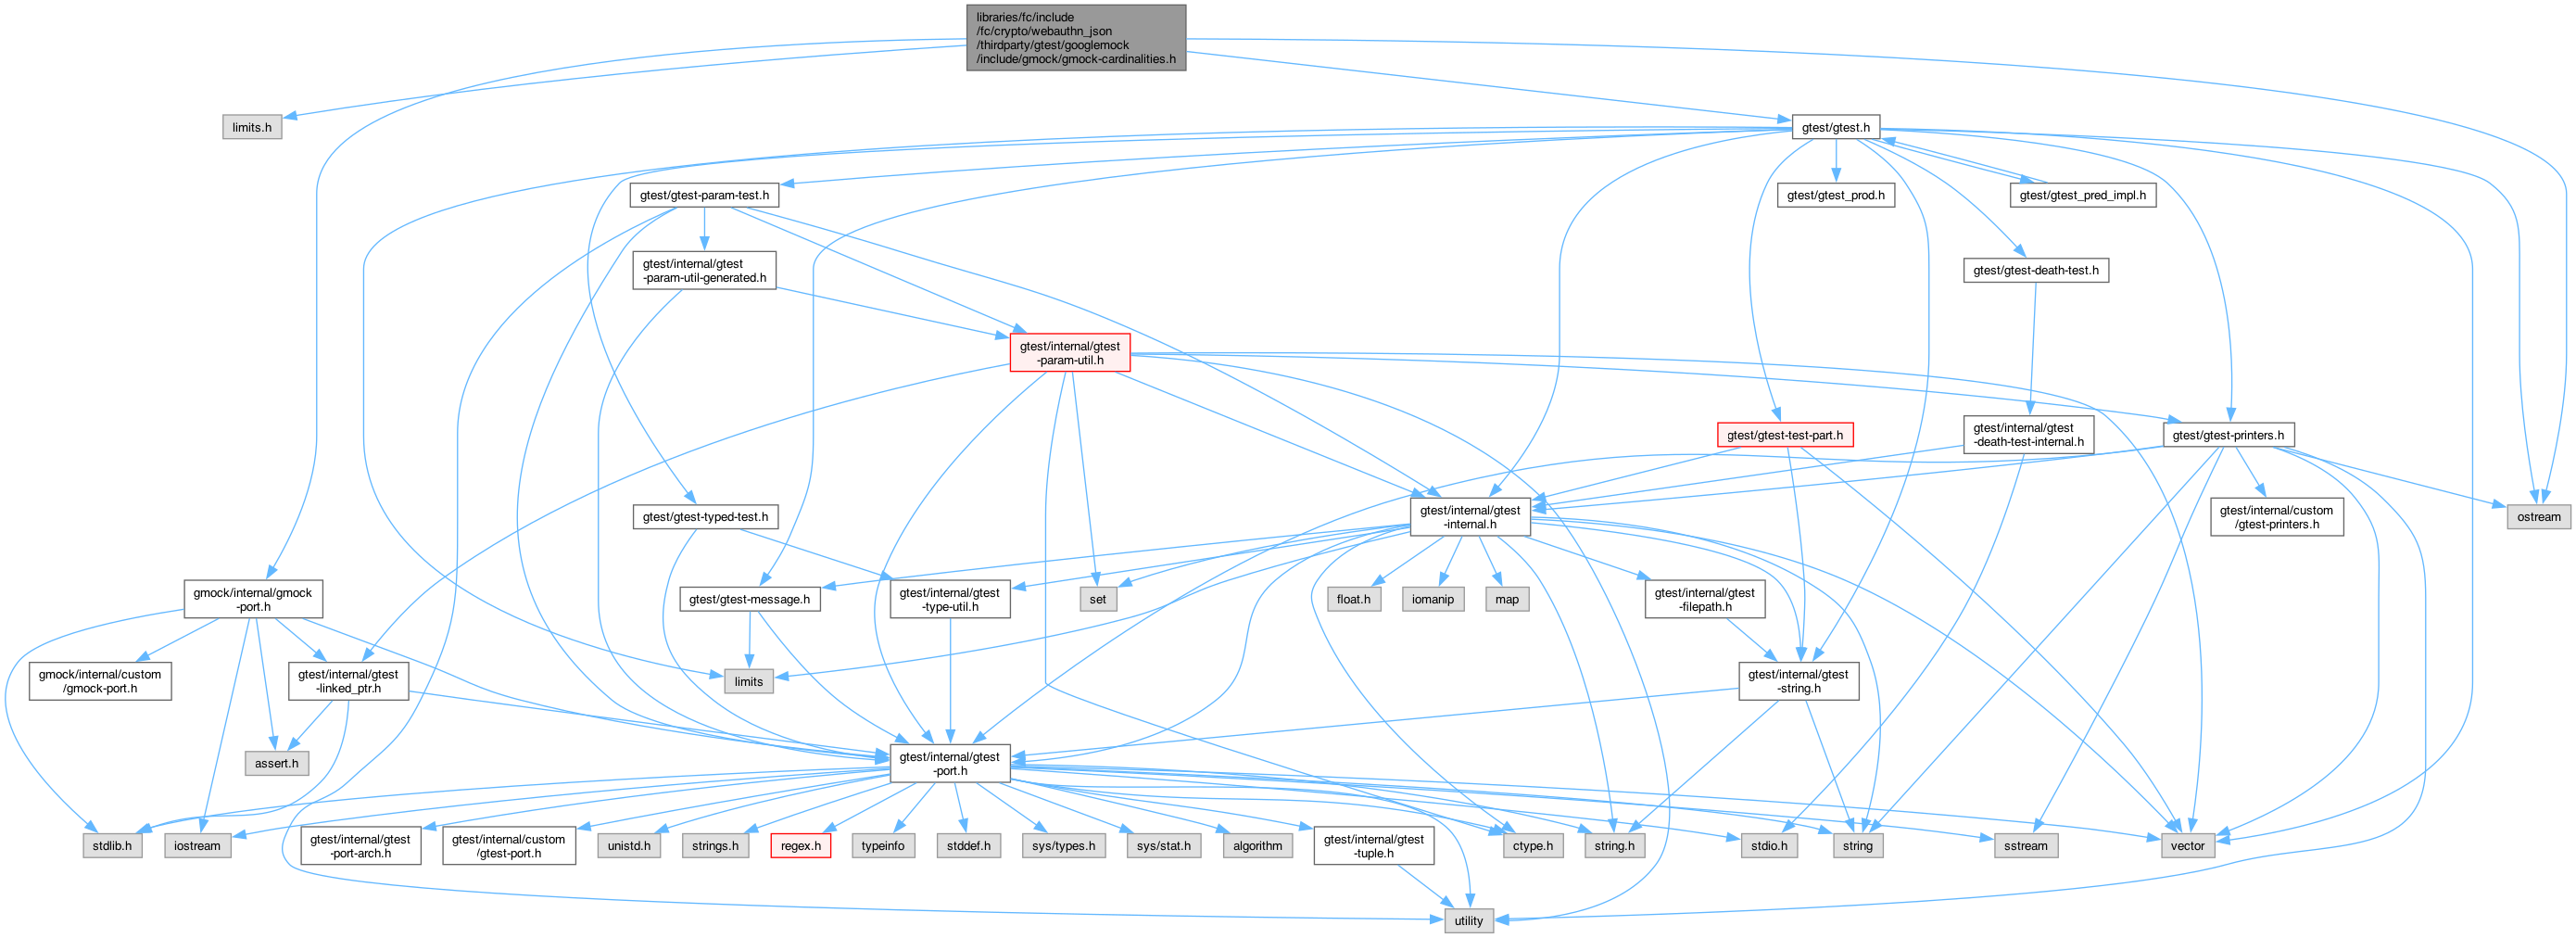 libraries/fc/include
/fc/crypto/webauthn_json
/thirdparty/gtest/googlemock
/include/gmock/gmock-cardinalities.h
limits.h
gtest/gtest.h
gtest/gtest-param-test.h
gtest/gtest_prod.h
gtest/gtest_pred_impl.h
gtest/internal/gtest
-param-util-generated.h
gtest/gtest-death-test.h
gtest/internal/gtest
-param-util.h
gtest/gtest-test-part.h
gtest/internal/gtest
-death-test-internal.h
gtest/gtest-printers.h
gtest/gtest-typed-test.h
gtest/internal/gtest
-internal.h
gtest/internal/custom
/gtest-printers.h
ostream
gmock/internal/gmock
-port.h
gtest/gtest-message.h
gtest/internal/gtest
-type-util.h
set
float.h
iomanip
map
gtest/internal/gtest
-filepath.h
gmock/internal/custom
/gmock-port.h
gtest/internal/gtest
-linked_ptr.h
limits
gtest/internal/gtest
-string.h
assert.h
gtest/internal/gtest
-port.h
stdlib.h
iostream
gtest/internal/gtest
-port-arch.h
gtest/internal/custom
/gtest-port.h
unistd.h
strings.h
regex.h
typeinfo
stddef.h
sys/types.h
sys/stat.h
algorithm
gtest/internal/gtest
-tuple.h
ctype.h
string.h
stdio.h
string
sstream
vector
utility